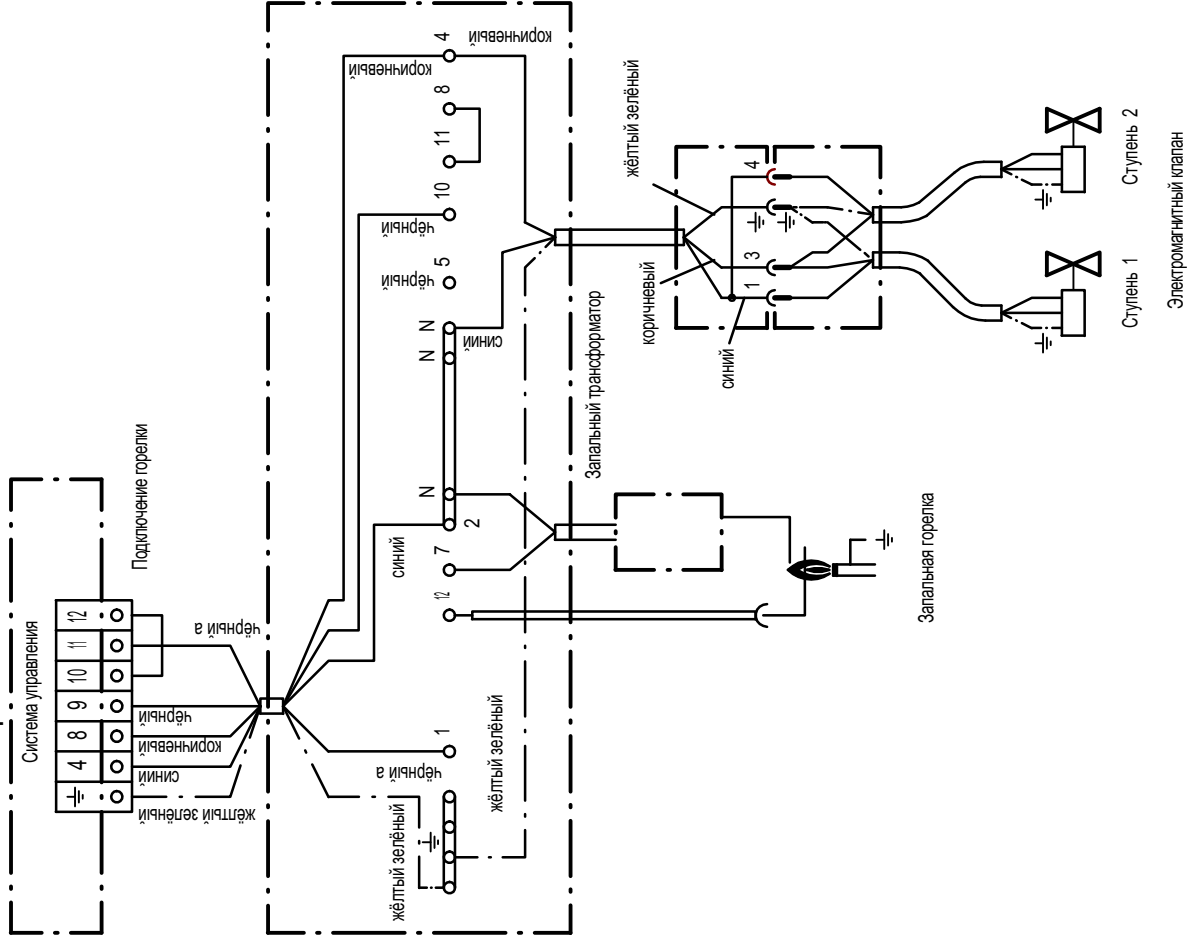 Система управления
4
8
9
10
11
12
Подключение горелки
жёлтый зелёный
синий
коричневый
чёрный
чёрный a
коричневый
4
коричневый
8
11
10
чёрный
5
чёрный
N
N
синий
N
2
синий
7
12
1
чёрный a
жёлтый зелёный
жёлтый зелёный
Запальный трансформатор
Запальная горелка
жёлтый зелёный
коричневый
синий
1
3
4
Ступень 1
Ступень 2
Электромагнитный клапан